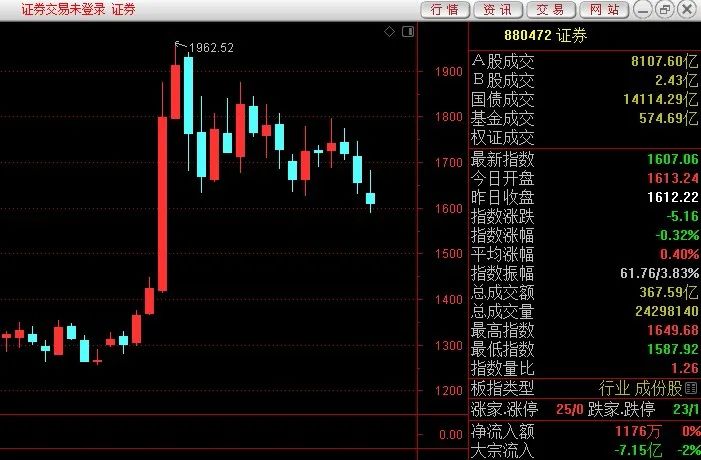 证券交易未登录 证券 行情 资讯 交易 网站
880472 证券
1962.52
1900
1800
1700
1600
1500
1400
1300
1200
0.00
A股成交 8107.60亿
B股成交 2.43亿
国债成交 14114.29亿
基金成交 574.69亿
权证成交
最新指数 1607.06
今日开盘 1613.24
昨日收盘 1612.22
指数涨跌 -5.16
指数涨幅 -0.32%
平均涨幅 0.40%
指数振幅 61.76/3.83%
总成交额 367.59亿
总成交量 24298140
最高指数 1649.68
最低指数 1587.92
指数量比 1.26
板指类型 行业 成份股
涨家.涨停 25/0 跌家.跌停 23/1
净流入额 1176万 0%
大宗流入 -7.15亿 -2%